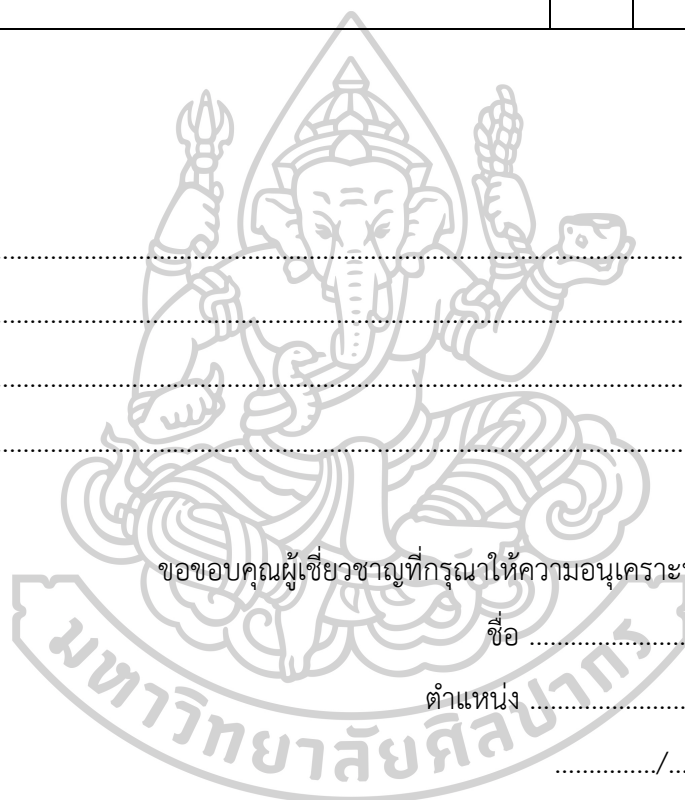 ................................................................................
................................................................................
................................................................................
................................................................................
ขอขอบคุณผู้เชี่ยวชาญที่กรุณาให้ความอนุเคราะห
ชื่อ ......................
ตำแหน่ง ......................
.............../...
มหาวิทยาลัยศิลปากร